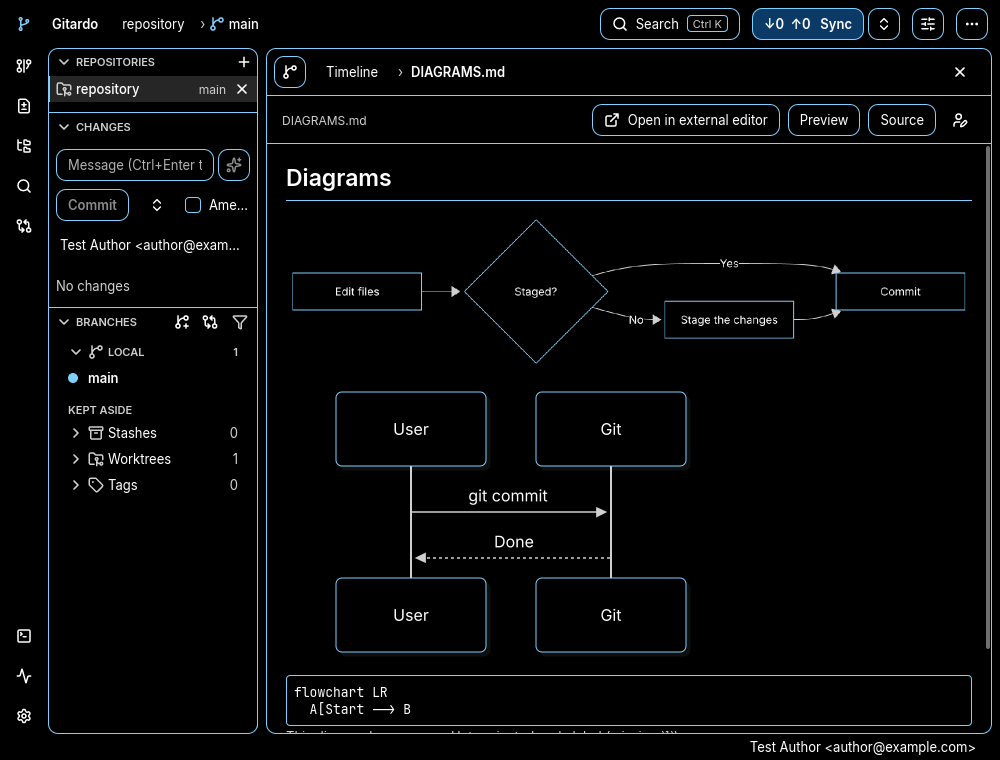 Gitardo repository › main Search Ctrl K ↓0 ↑0 Sync
REPOSITORIES
repository main
CHANGES
Message (Ctrl+Enter t
Commit Ame...
Test Author <author@exam...
No changes
BRANCHES
LOCAL 1
main
KEPT ASIDE
Stashes 0
Worktrees 1
Tags 0
Timeline › DIAGRAMS.md
DIAGRAMS.md Open in external editor Preview Source
Diagrams
Edit files
Staged?
Yes
No
Stage the changes
Commit
User Git
git commit
Done
User Git
flowchart LR
A[Start --> B
Test Author <author@example.com>